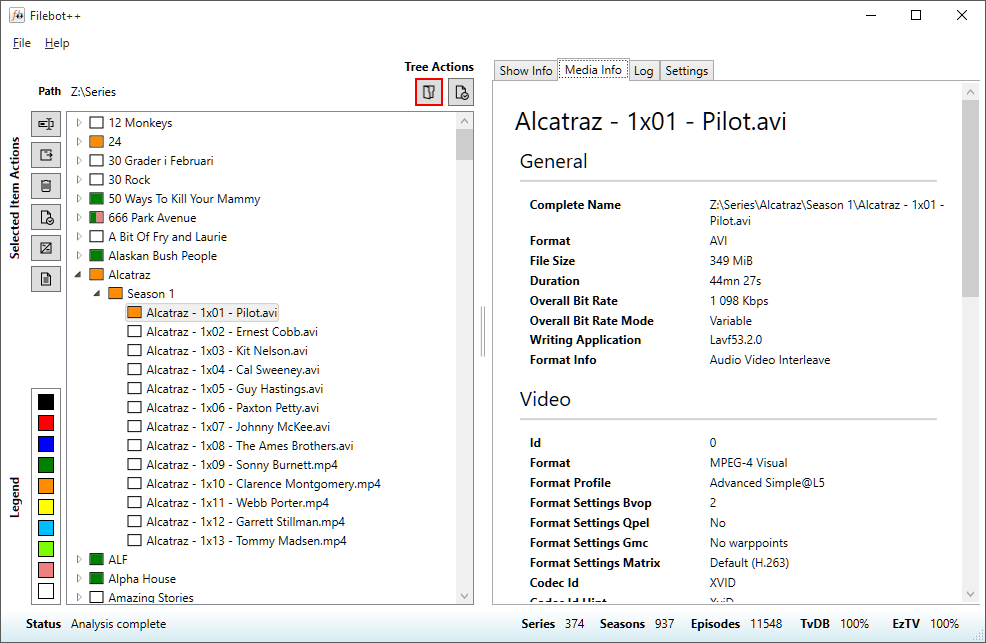 Filebot++
File Help
Tree Actions
Path Z:\Series
Selected Item Actions
12 Monkeys
24
30 Grader i Februari
30 Rock
50 Ways To Kill Your Mammy
666 Park Avenue
A Bit Of Fry and Laurie
Alaskan Bush People
Alcatraz
Season 1
Alcatraz - 1x01 - Pilot.avi
Alcatraz - 1x02 - Ernest Cobb.avi
Alcatraz - 1x03 - Kit Nelson.avi
Alcatraz - 1x04 - Cal Sweeney.avi
Alcatraz - 1x05 - Guy Hastings.avi
Alcatraz - 1x06 - Paxton Petty.avi
Alcatraz - 1x07 - Johnny McKee.avi
Alcatraz - 1x08 - The Ames Brothers.avi
Alcatraz - 1x09 - Sonny Burnett.mp4
Alcatraz - 1x10 - Clarence Montgomery.mp4
Alcatraz - 1x11 - Webb Porter.mp4
Alcatraz - 1x12 - Garrett Stillman.mp4
Alcatraz - 1x13 - Tommy Madsen.mp4
ALF
Alpha House
Amazing Stories
Legend
Show Info Media Info Log Settings
Alcatraz - 1x01 - Pilot.avi
General
Complete Name Z:\Series\Alcatraz\Season 1\Alcatraz - 1x01 -
Pilot.avi
Format AVI
File Size 349 MiB
Duration 44mn 27s
Overall Bit Rate 1 098 Kbps
Overall Bit Rate Mode Variable
Writing Application Lavf53.2.0
Format Info Audio Video Interleave
Video
Id 0
Format MPEG-4 Visual
Format Profile Advanced Simple@L5
Format Settings Bvop 2
Format Settings Qpel No
Format Settings Gmc No warppoints
Format Settings Matrix Default (H.263)
Codec Id XVID
Codec Id Hint XviD
Status Analysis complete
Series 374 Seasons 937 Episodes 11548 TvDB 100% EzTV 100%